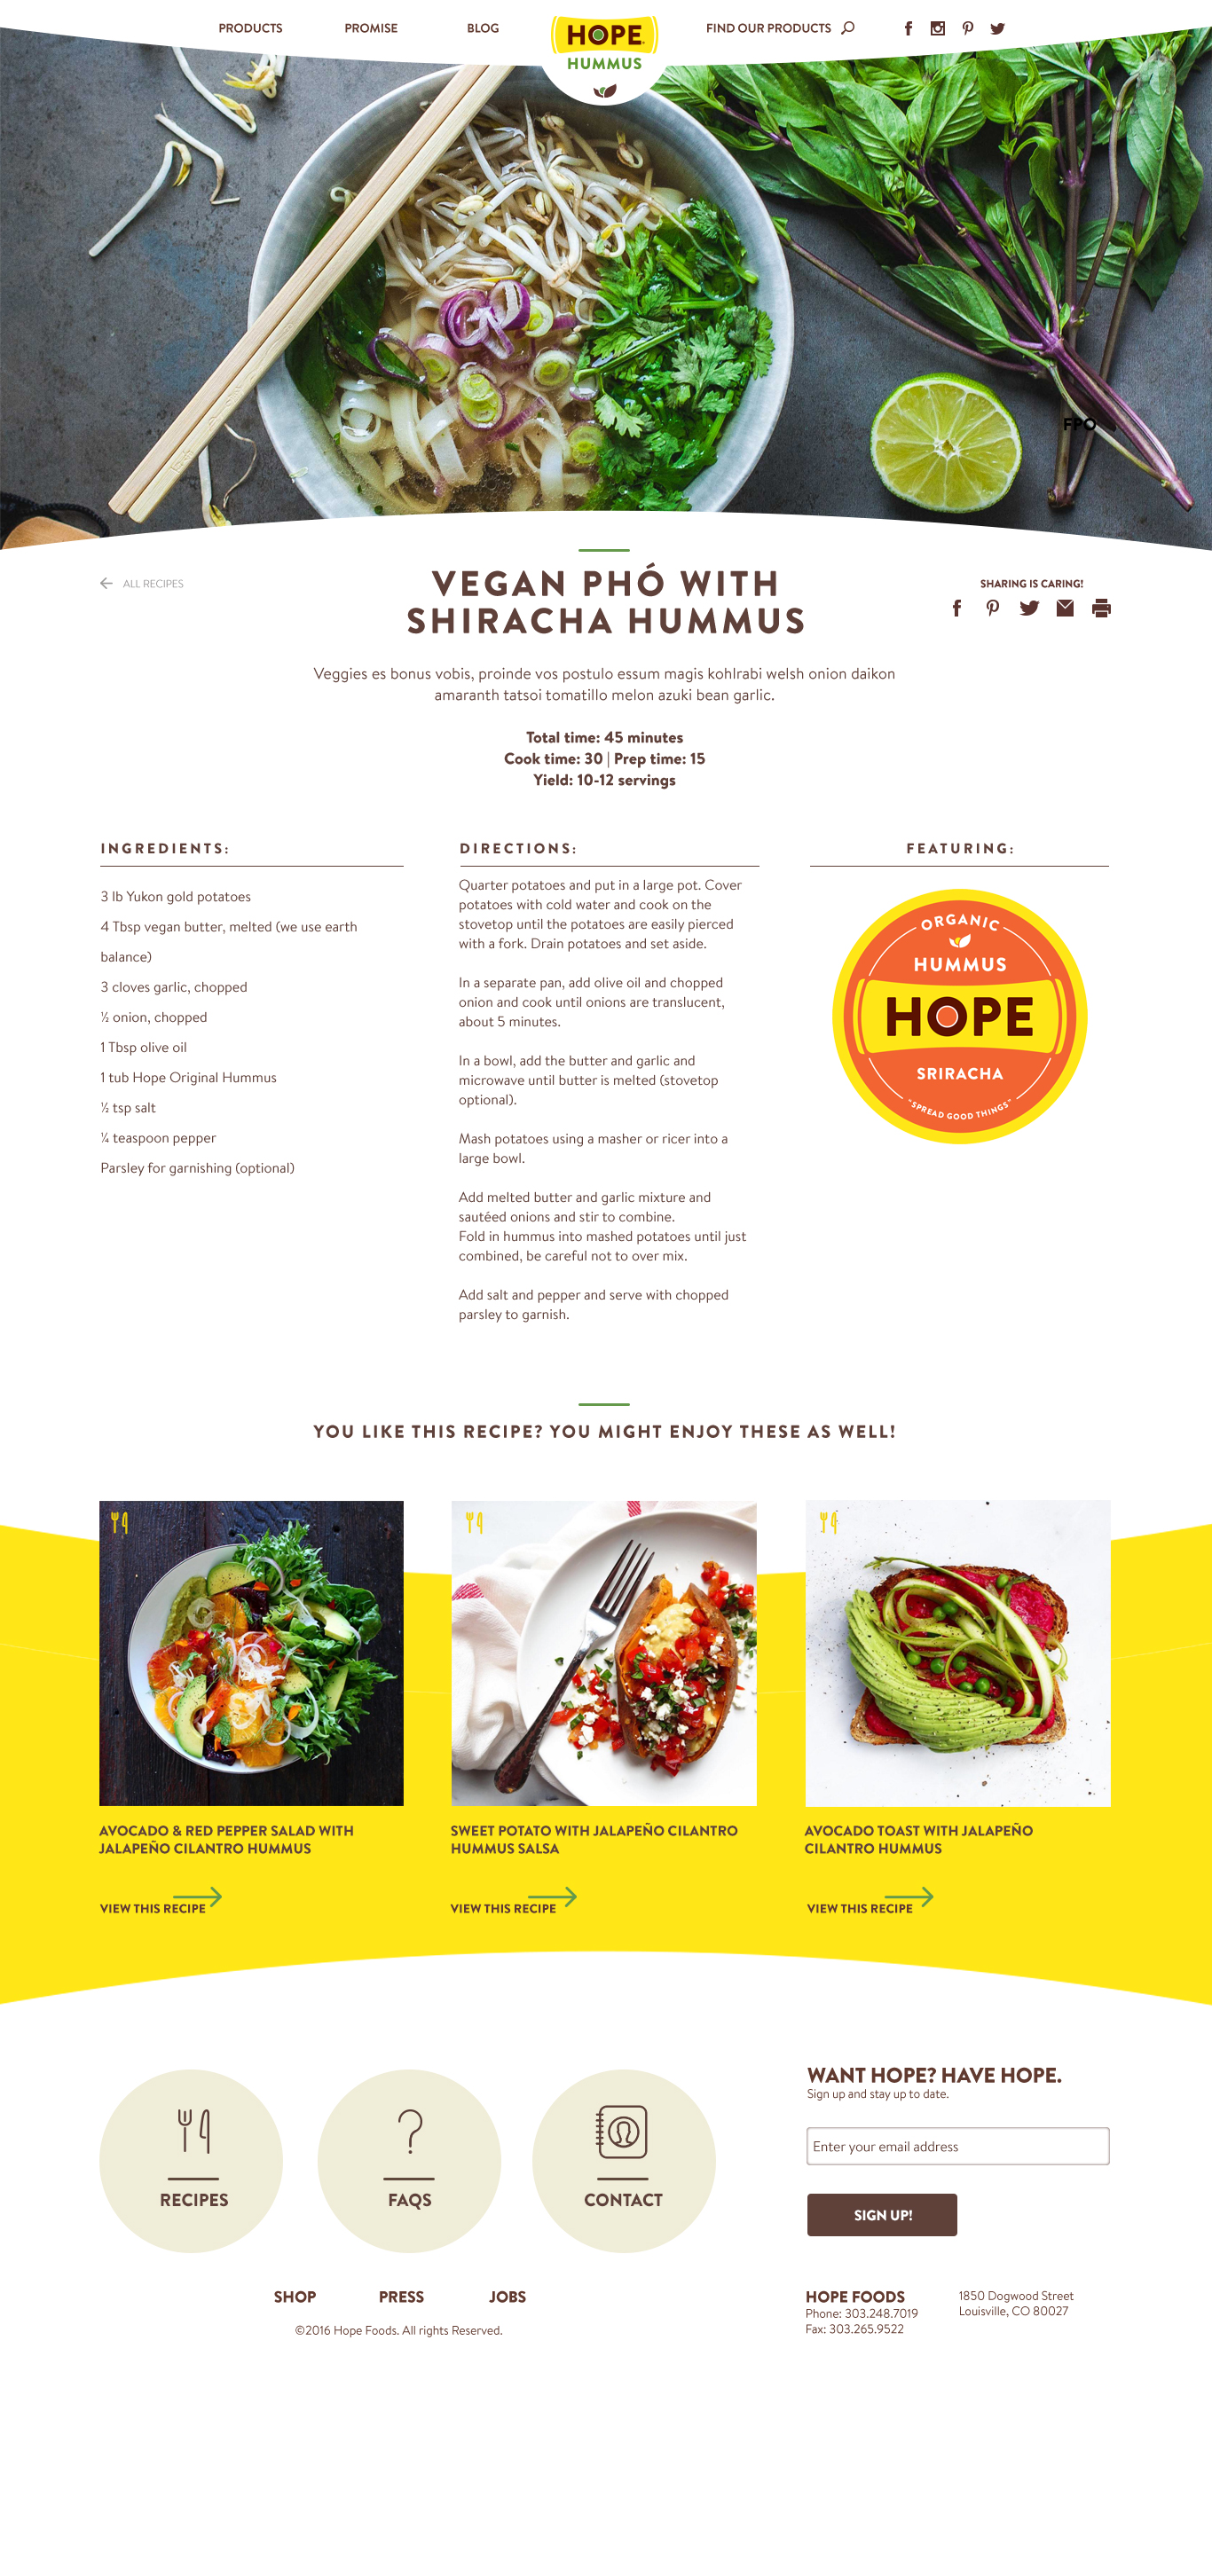 PRODUCTS
PROMISE
BLOG
HOPE
HUMMUS
FIND OUR PRODUCTS
FPO
ALL RECIPES
VEGAN PHÓ WITH
SHIRACHA HUMMUS
SHARING IS CARING!
Veggies es bonus vobis, proinde vos postulo essum magis kohlrabi welsh onion daikon
amaranth tatsoi tomatillo melon azuki bean garlic.
Total time: 45 minutes
Cook time: 30 | Prep time: 15
Yield: 10-12 servings
INGREDIENTS:
3 lb Yukon gold potatoes
4 Tbsp vegan butter, melted (we use earth
balance)
3 cloves garlic, chopped
½ onion, chopped
1 Tbsp olive oil
1 tub Hope Original Hummus
½ tsp salt
¼ teaspoon pepper
Parsley for garnishing (optional)
DIRECTIONS:
Quarter potatoes and put in a large pot. Cover
potatoes with cold water and cook on the
stovetop until the potatoes are easily pierced
with a fork. Drain potatoes and set aside.
In a separate pan, add olive oil and chopped
onion and cook until onions are translucent,
about 5 minutes.
In a bowl, add the butter and garlic and
microwave until butter is melted (stovetop
optional).
Mash potatoes using a masher or ricer into a
large bowl.
Add melted butter and garlic mixture and
sautéed onions and stir to combine.
Fold in hummus into mashed potatoes until just
combined, be careful not to over mix.
Add salt and pepper and serve with chopped
parsley to garnish.
FEATURING:
ORGANIC
HUMMUS
HOPE
SRIRACHA
"SPREAD GOOD THINGS"
YOU LIKE THIS RECIPE? YOU MIGHT ENJOY THESE AS WELL!
AVOCADO & RED PEPPER SALAD WITH
JALAPEÑO CILANTRO HUMMUS
VIEW THIS RECIPE
SWEET POTATO WITH JALAPEÑO CILANTRO
HUMMUS SALSA
VIEW THIS RECIPE
AVOCADO TOAST WITH JALAPEÑO
CILANTRO HUMMUS
VIEW THIS RECIPE
RECIPES
FAQS
CONTACT
WANT HOPE? HAVE HOPE.
Sign up and stay up to date.
Enter your email address
SIGN UP!
SHOP
PRESS
JOBS
©2016 Hope Foods. All rights Reserved.
HOPE FOODS
Phone: 303.248.7019
Fax: 303.265.9522
1850 Dogwood Street
Louisville, CO 80027